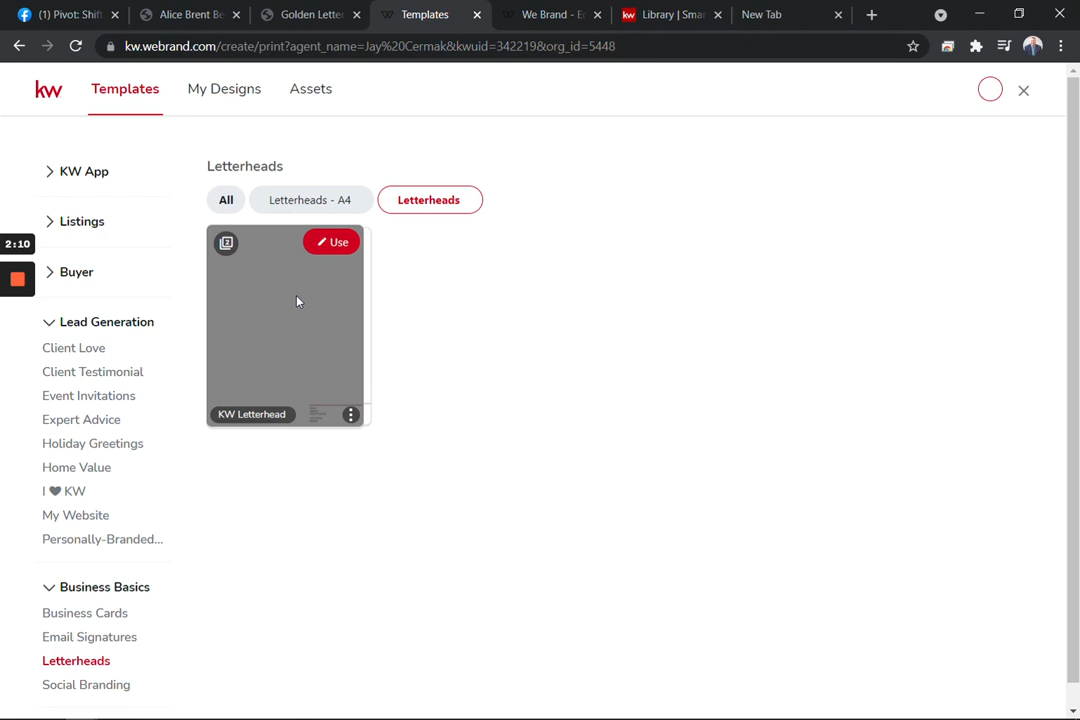 (1) Pivot: Shift
Alice Brent Be
Golden Letter
Templates
We Brand - Ec
kw Library | Smar
New Tab
kw.webrand.com/create/print?agent_name=Jay%20Cermak&kwuid=342219&org_id=5448
kw Templates My Designs Assets
KW App
Listings
2:10
Buyer
Lead Generation
Client Love
Client Testimonial
Event Invitations
Expert Advice
Holiday Greetings
Home Value
I ♥ KW
My Website
Personally-Branded...
Business Basics
Business Cards
Email Signatures
Letterheads
Social Branding
Letterheads
All Letterheads - A4 Letterheads
2 Use
KW Letterhead